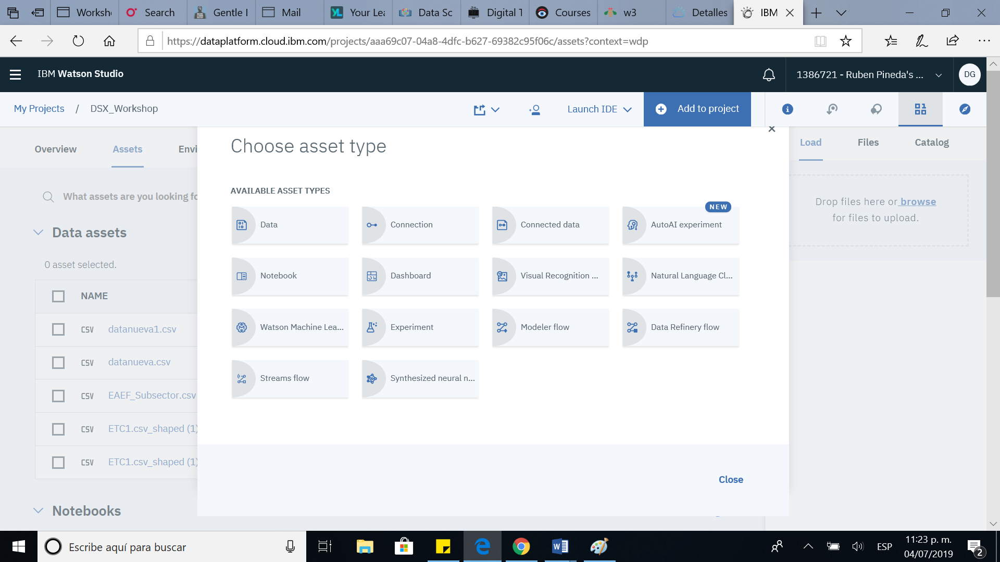 Worksh
Search
Gentle I
Mail
Your Lea
Data Sc
Digital T
Courses
w3
Detalles
IBM
https://dataplatform.cloud.ibm.com/projects/aaa69c07-04a8-4dfc-b627-69382c95f06c/assets?context=wdp
IBM Watson Studio
1386721 - Ruben Pineda's ...
DG
My Projects / DSX_Workshop
Launch IDE
Add to project
Overview
Assets
Envi
Choose asset type
Load
Files
Catalog
What assets are you looking fo
AVAILABLE ASSET TYPES
Drop files here or browse
for files to upload.
NEW
Data
Connection
Connected data
AutoAI experiment
Data assets
0 asset selected.
Notebook
Dashboard
Visual Recognition ...
Natural Language Cl...
NAME
CSV datanueva1.csv
Watson Machine Lea...
Experiment
Modeler flow
Data Refinery flow
CSV datanueva.csv
Streams flow
Synthesized neural n...
CSV EAEF_Subsector.csv
CSV ETC1.csv_shaped (1)
CSV ETC1.csv_shaped (1)
Close
Notebooks
Escribe aquí para buscar
ESP
11:23 p. m.
04/07/2019
2